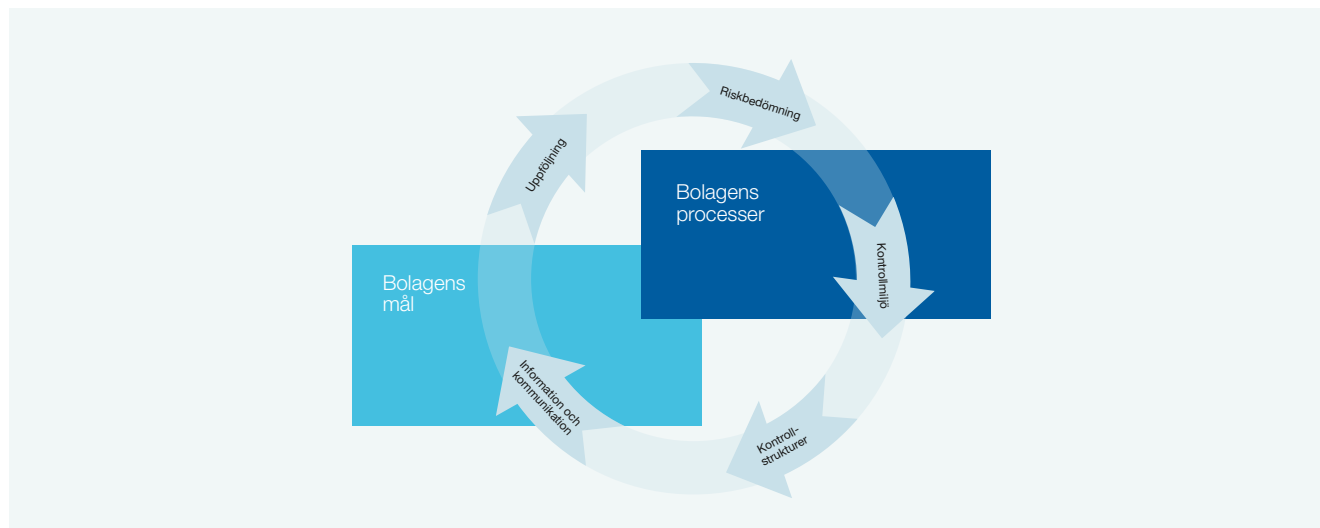 Riskbedömning
Uppföljning
Bolagens
processer
Kontrollmiljö
Bolagens
mål
Information och
kommunikation
Kontroll-
strukturer